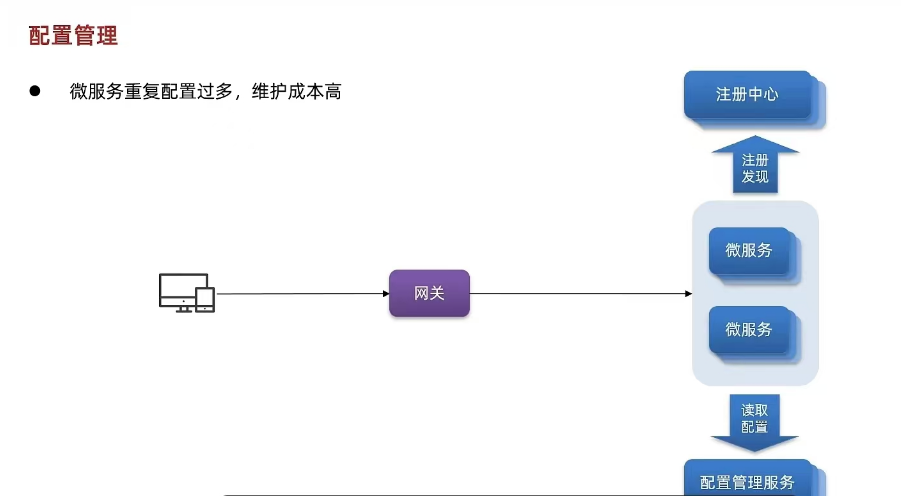 配置管理
微服务重复配置过多，维护成本高
注册中心
注册
发现
微服务
网关
微服务
读取
配置
配置管理服务